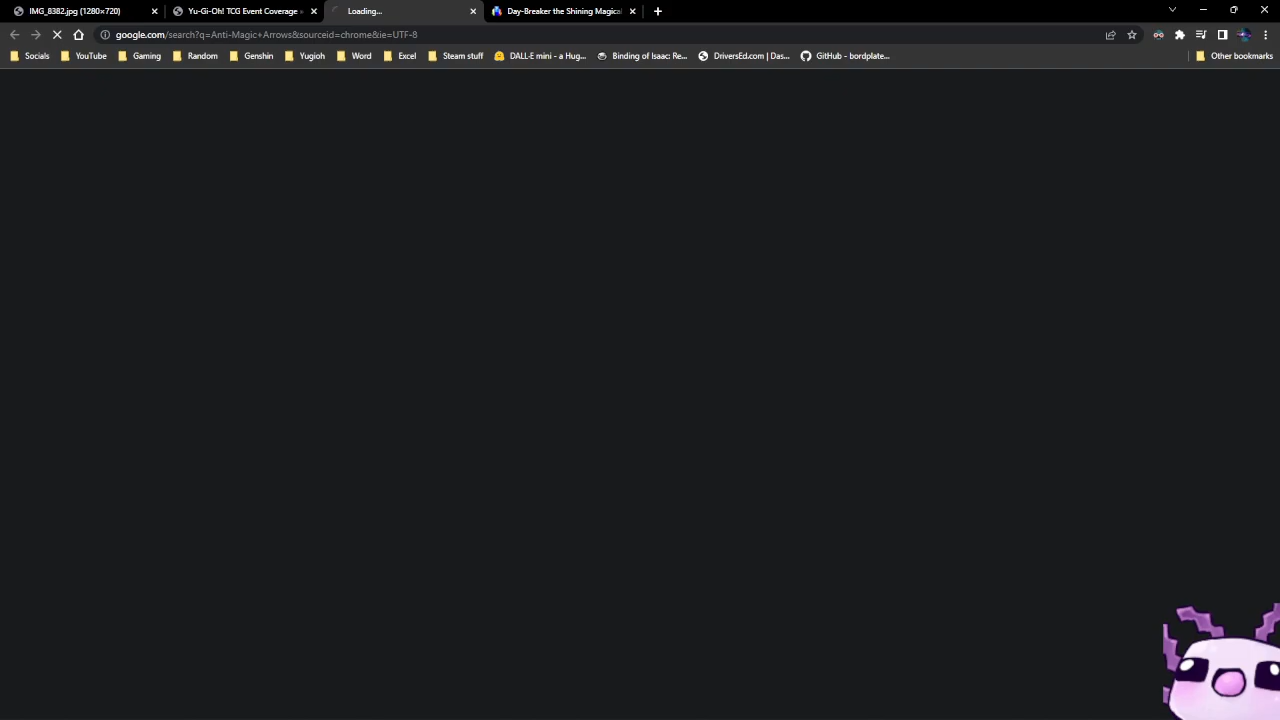 IMG_8382.jpg (1280×720) Yu-Gi-Oh! TCG Event Coverage » Loading... Day-Breaker the Shining Magical
google.com/search?q=Anti-Magic+Arrows&sourceid=chrome&ie=UTF-8
Socials YouTube Gaming Random Genshin Yugioh Word Excel Steam stuff DALL·E mini - a Hug... Binding of Isaac: Re... DriversEd.com | Das... GitHub - bordplate... Other bookmarks